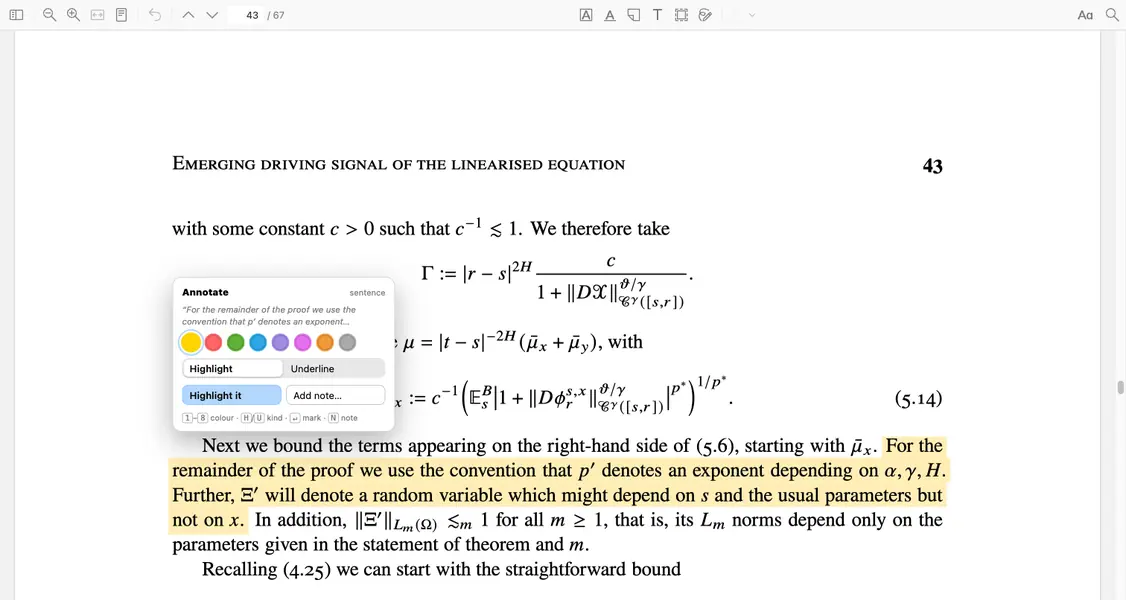 43 / 67
Aa
EMERGING DRIVING SIGNAL OF THE LINEARISED EQUATION 43
with some constant c > 0 such that c⁻¹ ≲ 1. We therefore take
Γ := |r − s|^{2H} c / (1 + ‖D𝒳‖^{ϑ/γ}_{𝒞^γ([s,r])}).
Annotate sentence
“For the remainder of the proof we use the
convention that p′ denotes an exponent…
Highlight Underline
Highlight it Add note…
1–8 colour · H/U kind · ↵ mark · N note
μ = |t − s|^{−2H}(μ̄_x + μ̄_y), with
x := c⁻¹(𝔼^B_s|1 + ‖Dϕ^{s,x}_r‖^{ϑ/γ}_{𝒞^γ([s,r])}|^{p*})^{1/p*}. (5.14)
Next we bound the terms appearing on the right-hand side of (5.6), starting with μ̄_x. For the
remainder of the proof we use the convention that p′ denotes an exponent depending on α, γ, H.
Further, Ξ′ will denote a random variable which might depend on s and the usual parameters but
not on x. In addition, ‖Ξ′‖_{L_m(Ω)} ≲_m 1 for all m ≥ 1, that is, its L_m norms depend only on the
parameters given in the statement of theorem and m.
Recalling (4.25) we can start with the straightforward bound